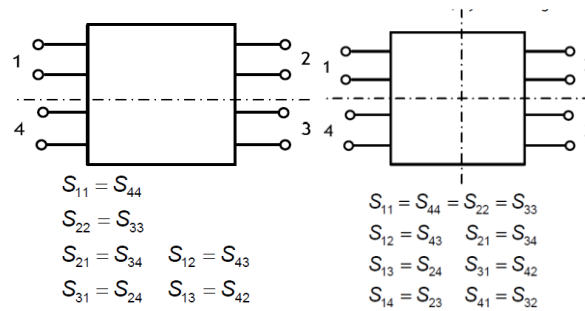 1
2
4
3
S₁₁ = S₄₄
S₂₂ = S₃₃
S₂₁ = S₃₄ S₁₂ = S₄₃
S₃₁ = S₂₄ S₁₃ = S₄₂
1
4
S₁₁ = S₄₄ = S₂₂ = S₃₃
S₁₂ = S₄₃ S₂₁ = S₃₄
S₁₃ = S₂₄ S₃₁ = S₄₂
S₁₄ = S₂₃ S₄₁ = S₃₂